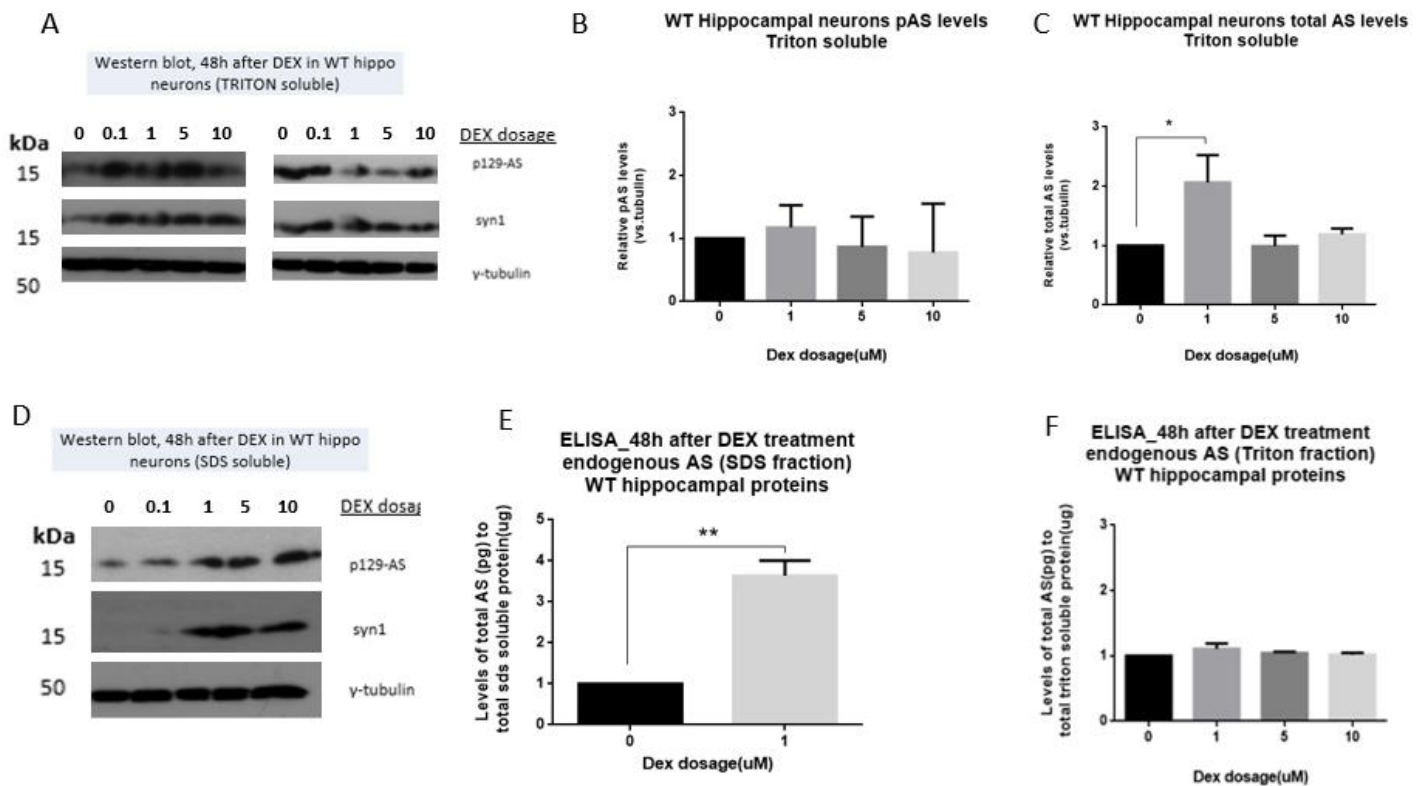 A
Western blot, 48h after DEX in WT hippo
neurons (TRITON soluble)
0 0.1 1 5 10
0 0.1 1 5 10
DEX dosage
kDa
15
p129-AS
15
syn1
50
γ-tubulin
B
WT Hippocampal neurons pAS levels
Triton soluble
Relative pAS levels
(vs.tubulin)
3
2
1
0
0 1 5 10
Dex dosage(uM)
C
WT Hippocampal neurons total AS levels
Triton soluble
Relative total AS levels
(vs.tubulin)
3
2
1
0
*
0 1 5 10
Dex dosage(uM)
D
Western blot, 48h after DEX in WT hippo
neurons (SDS soluble)
0 0.1 1 5 10
DEX dosag
kDa
15
p129-AS
15
syn1
50
γ-tubulin
E
ELISA_48h after DEX treatment
endogenous AS (SDS fraction)
WT hippocampal proteins
Levels of total AS (pg) to
total sds soluble protein(ug)
5
4
3
2
1
0
**
0 1
Dex dosage(uM)
F
ELISA_48h after DEX treatment
endogenous AS (Triton fraction)
WT hippocampal proteins
Levels of total AS(pg) to
total triton soluble protein(ug)
3
2
1
0
0 1 5 10
Dex dosage(uM)